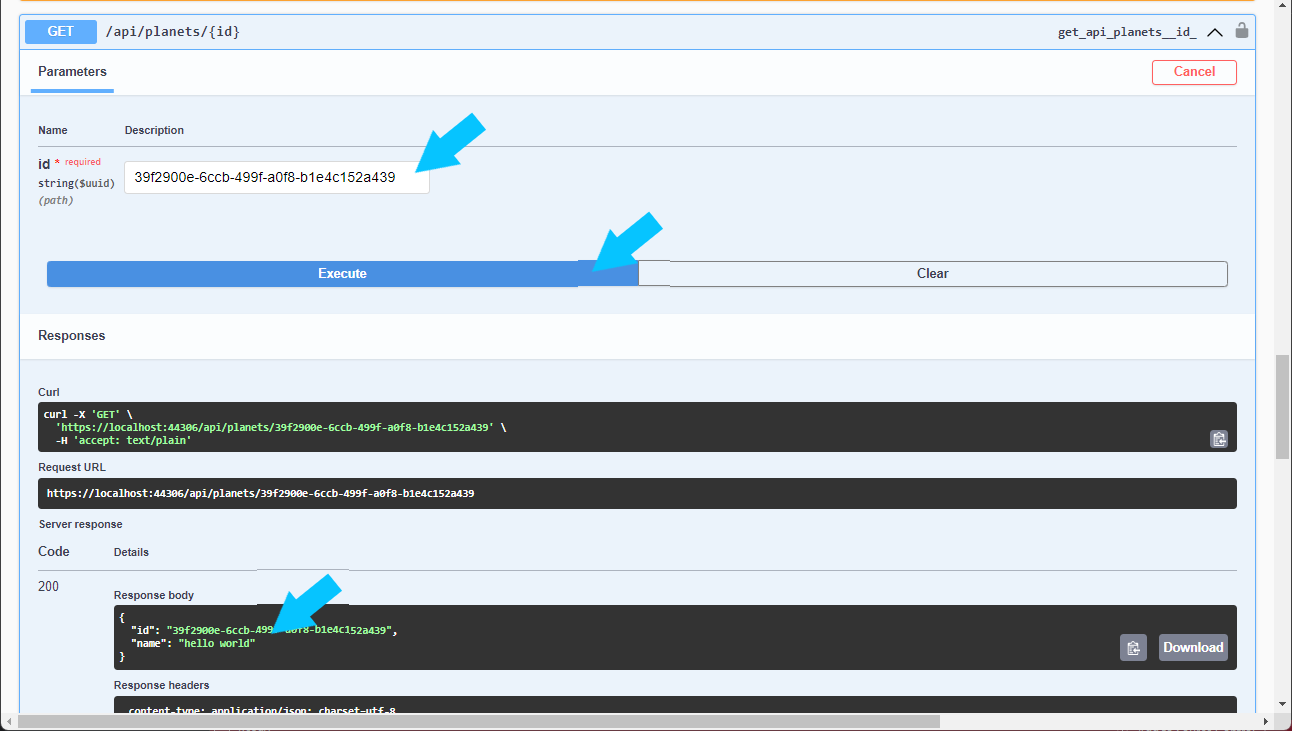 GET /api/planets/{id} get_api_planets__id_
Parameters Cancel
Name Description
id * required
string($uuid) 39f2900e-6ccb-499f-a0f8-b1e4c152a439
(path)
Execute Clear
Responses
Curl
curl -X 'GET' \
'https://localhost:44306/api/planets/39f2900e-6ccb-499f-a0f8-b1e4c152a439' \
-H 'accept: text/plain'
Request URL
https://localhost:44306/api/planets/39f2900e-6ccb-499f-a0f8-b1e4c152a439
Server response
Code Details
200
Response body
{
"id": "39f2900e-6ccb-499f-a0f8-b1e4c152a439",
"name": "hello world"
}
Download
Response headers
content-type: application/json; charset=utf-8